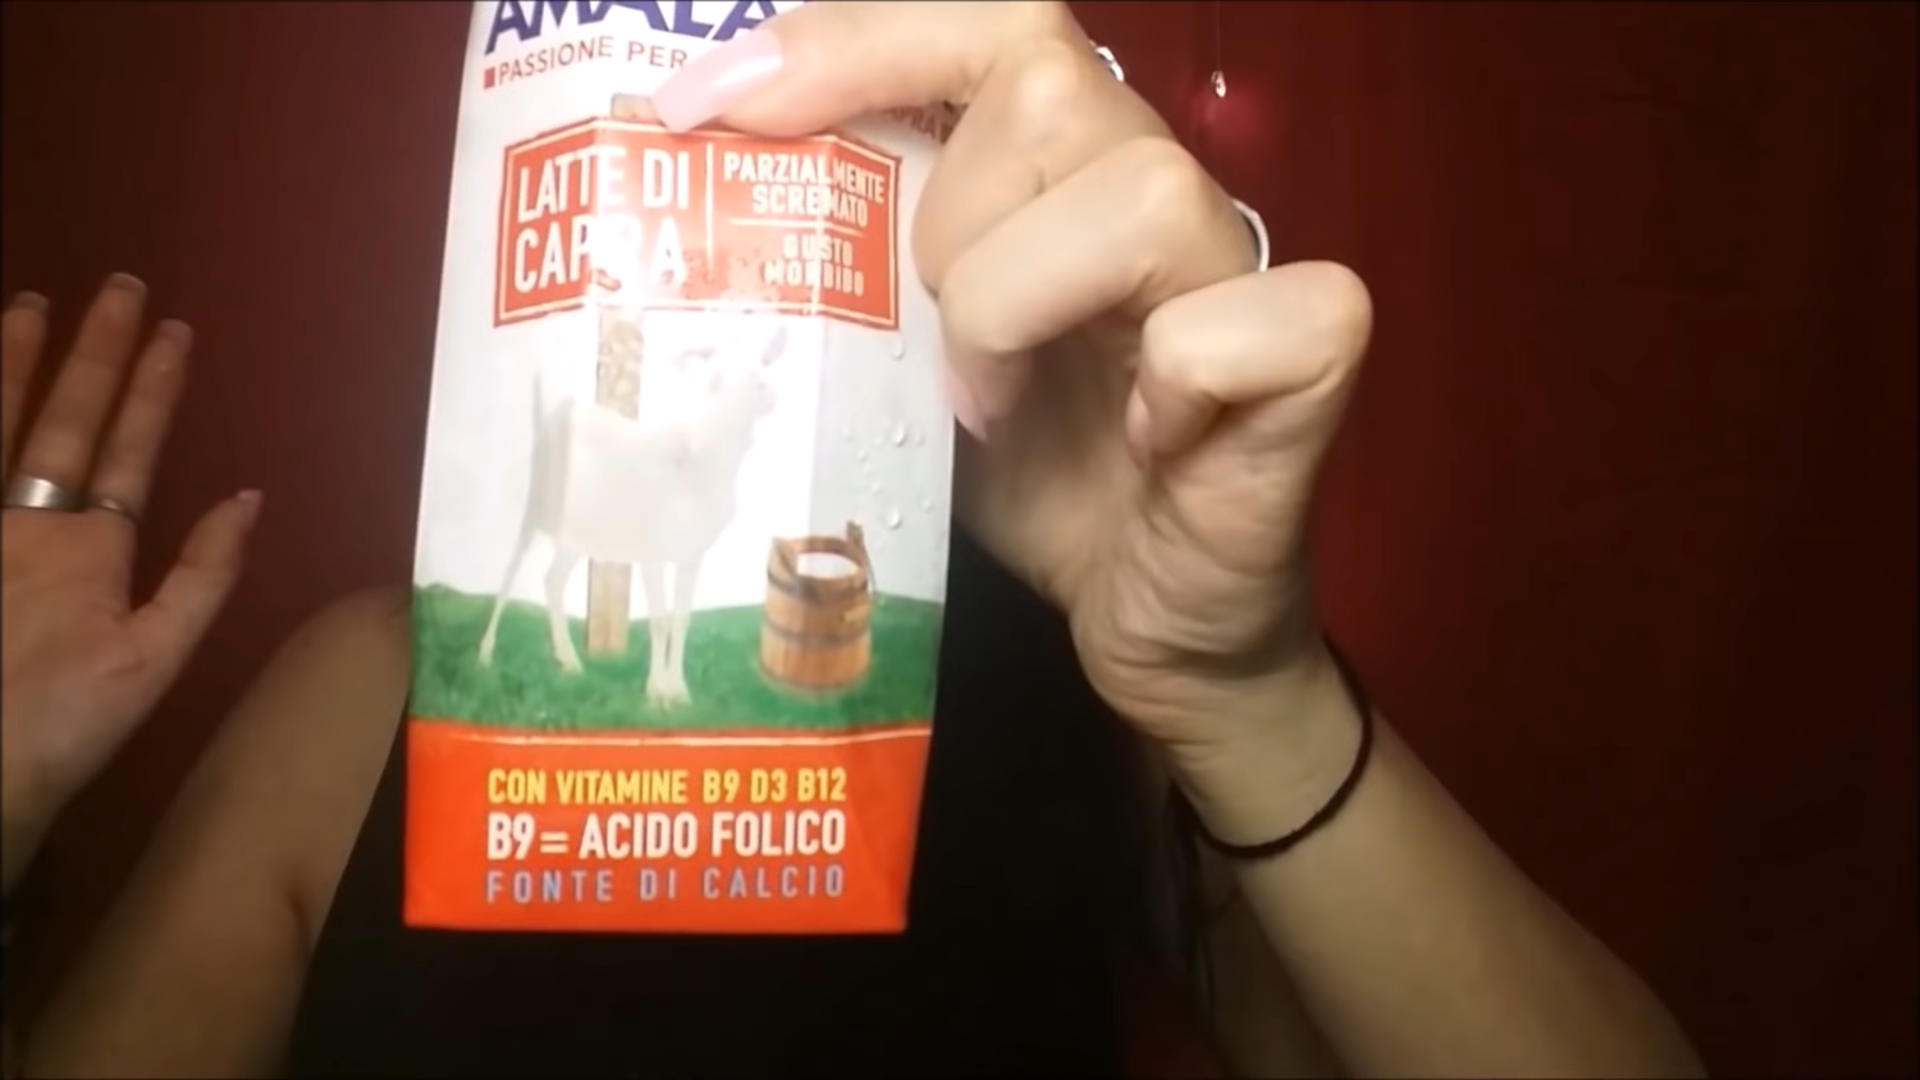 PASSIONE PER
LATTE DI
CAPRA
PARZIALMENTE
SCREMATO
GUSTO
MORBIDO
CON VITAMINE B9 D3 B12
B9 = ACIDO FOLICO
FONTE DI CALCIO